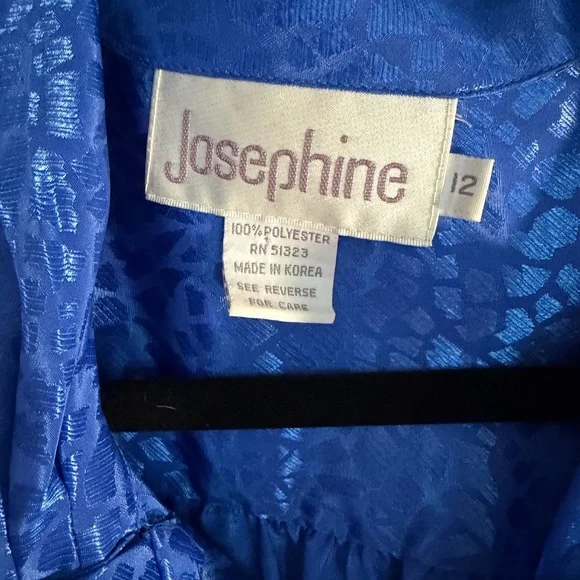 Josephine
12
100% POLYESTER
RN 51323
MADE IN KOREA
SEE REVERSE
FOR CARE